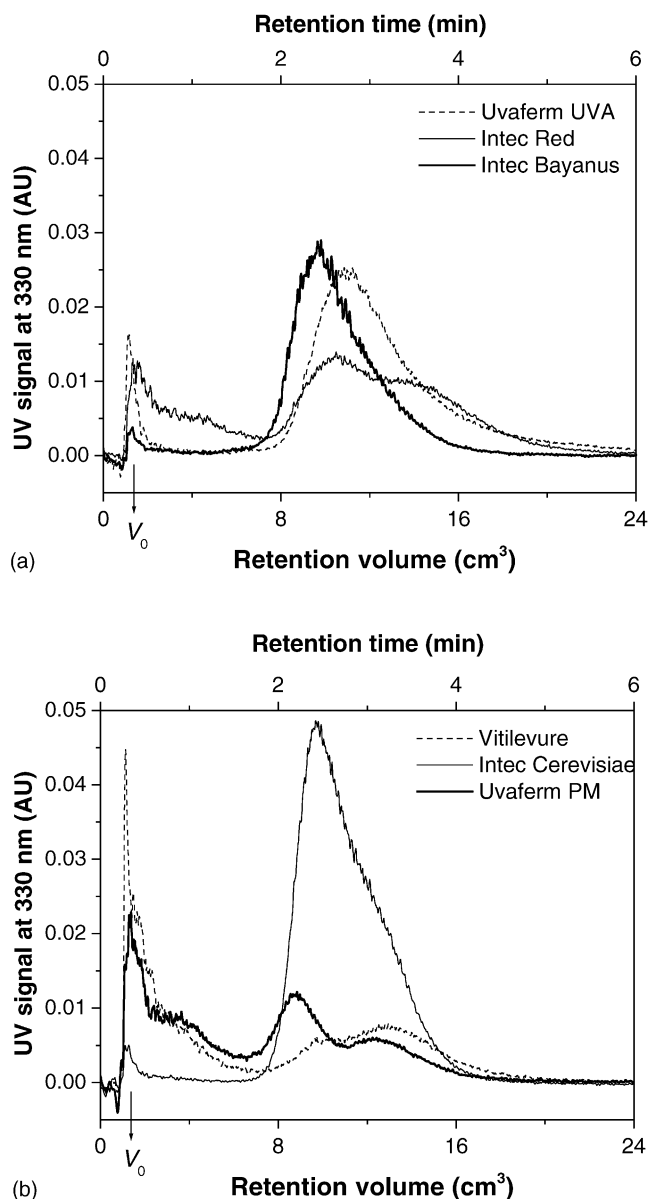 Retention time (min)
0 2 4 6
0.05
0.04
0.03
0.02
0.01
0.00
UV signal at 330 nm (AU)
Uvaferm UVA
Intec Red
Intec Bayanus
0 8 16 24
V0
(a)
Retention volume (cm³)
Retention time (min)
0 2 4 6
0.05
0.04
0.03
0.02
0.01
0.00
UV signal at 330 nm (AU)
Vitilevure
Intec Cerevisiae
Uvaferm PM
0 8 16 24
V0
(b)
Retention volume (cm³)